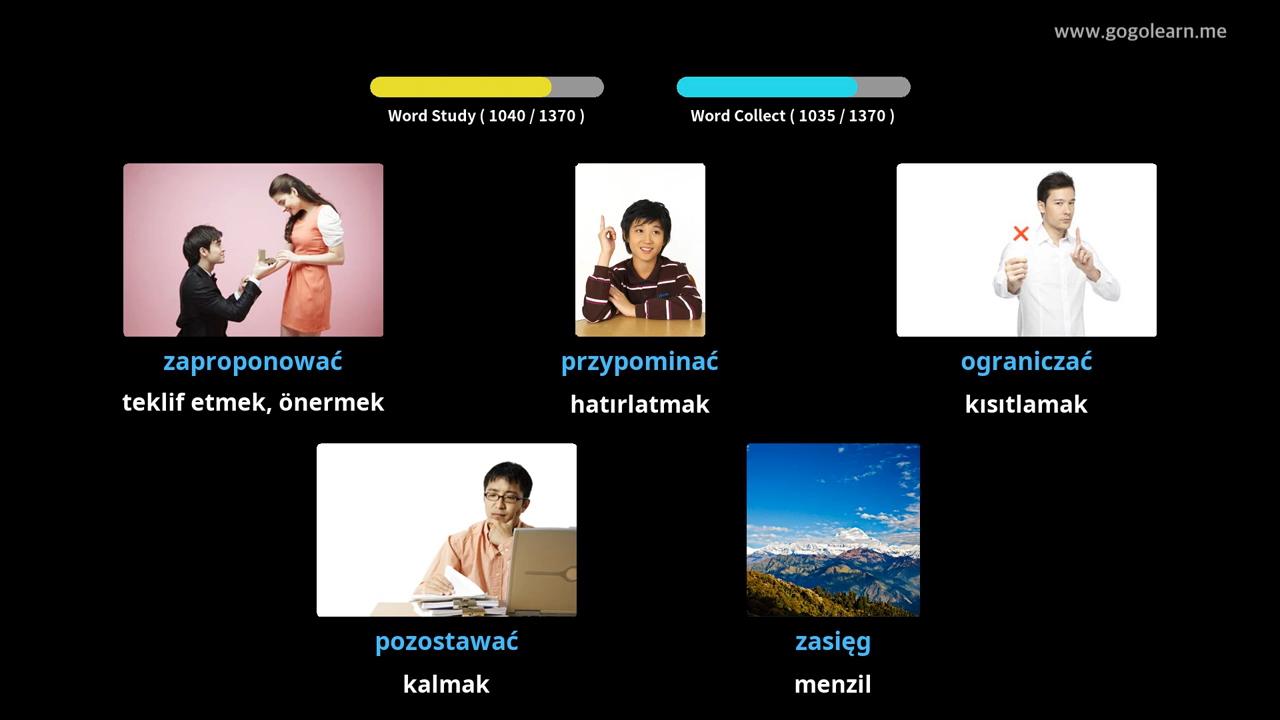 www.gogolearn.me
Word Study ( 1040 / 1370 )
Word Collect ( 1035 / 1370 )
zaproponować
teklif etmek, önermek
przypominać
hatırlatmak
ograniczać
kısıtlamak
pozostawać
kalmak
zasięg
menzil